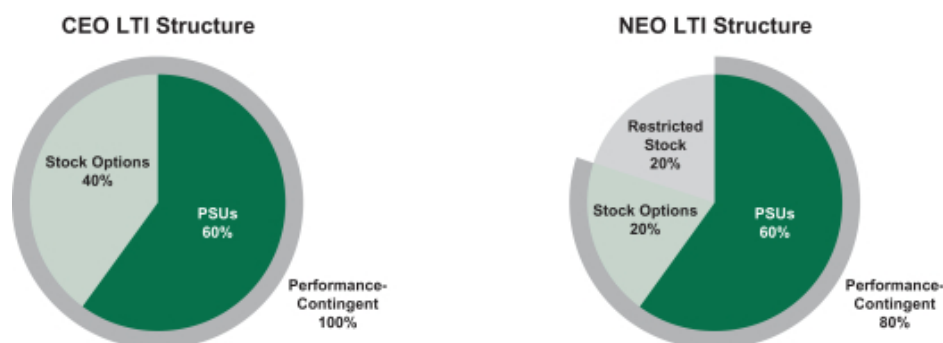 CEO LTI Structure
Stock Options
40%
PSUs
60%
Performance-
Contingent
100%
NEO LTI Structure
Restricted
Stock
20%
Stock Options
20%
PSUs
60%
Performance-
Contingent
80%